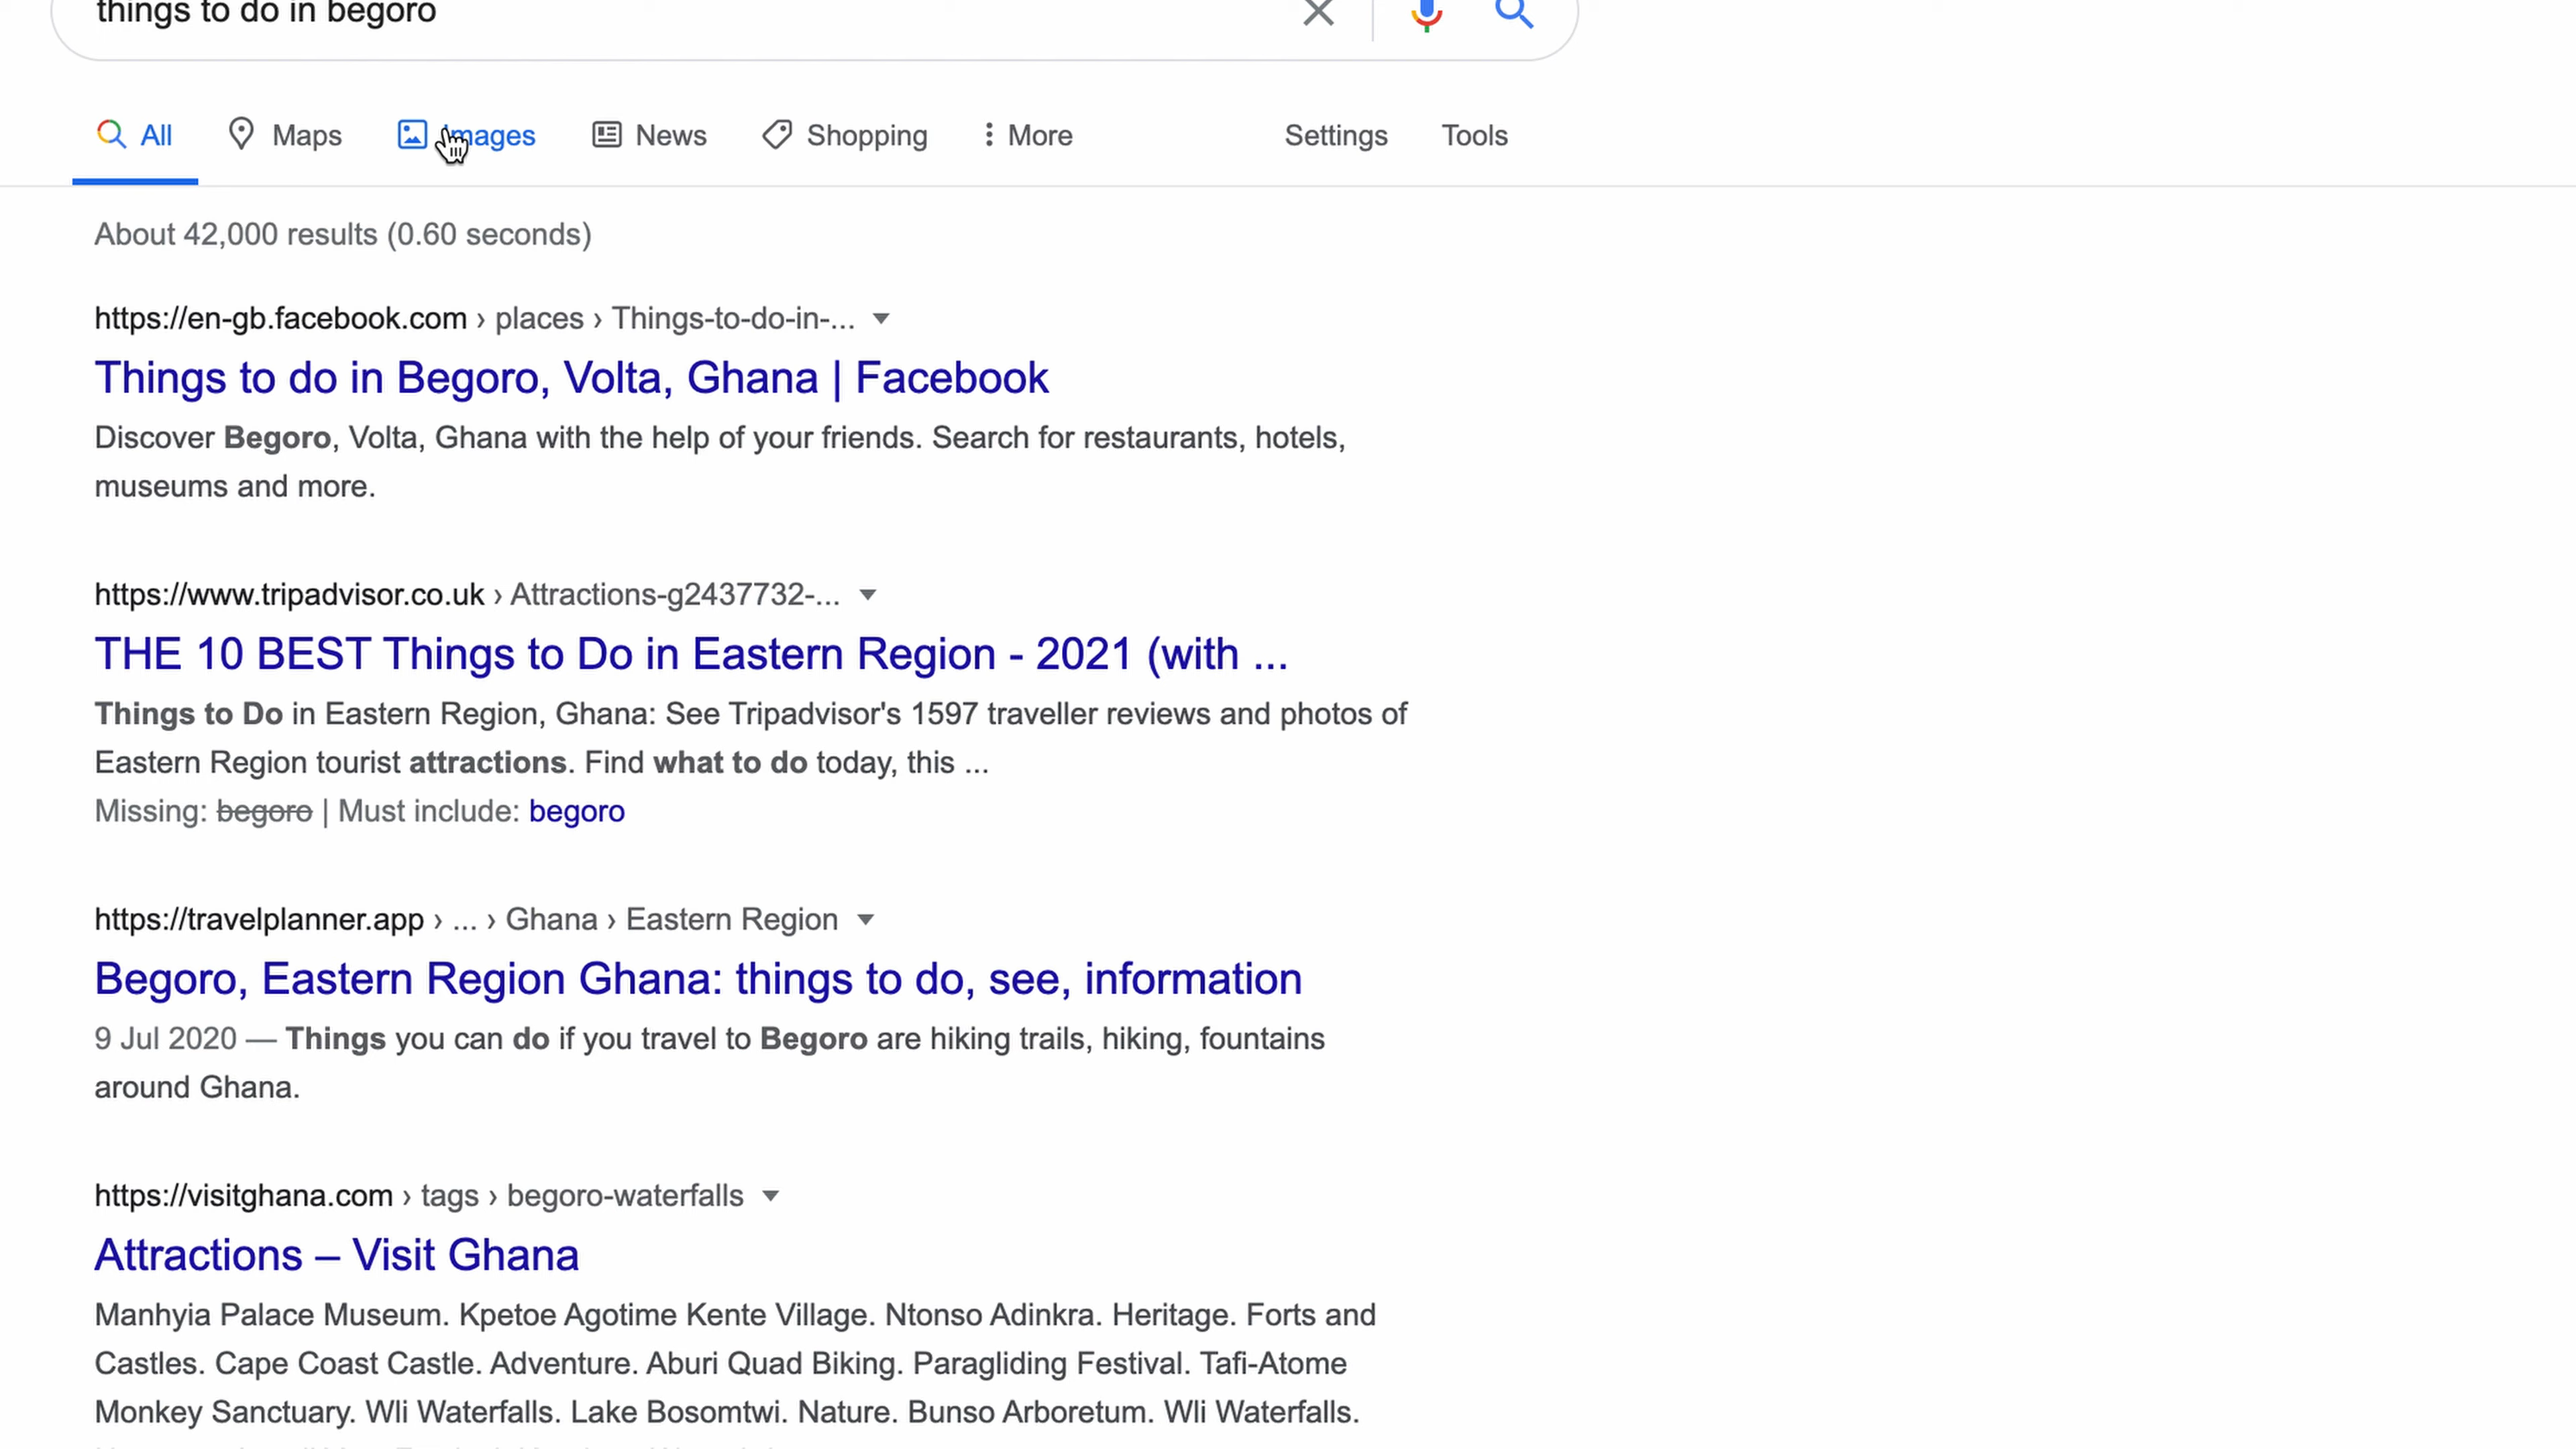 things to do in begoro
All Maps Images News Shopping More Settings Tools
About 42,000 results (0.60 seconds)
https://en-gb.facebook.com › places › Things-to-do-in-...
Things to do in Begoro, Volta, Ghana | Facebook
Discover Begoro, Volta, Ghana with the help of your friends. Search for restaurants, hotels,
museums and more.
https://www.tripadvisor.co.uk › Attractions-g2437732-...
THE 10 BEST Things to Do in Eastern Region - 2021 (with ...
Things to Do in Eastern Region, Ghana: See Tripadvisor's 1597 traveller reviews and photos of
Eastern Region tourist attractions. Find what to do today, this ...
Missing: begoro | Must include: begoro
https://travelplanner.app › ... › Ghana › Eastern Region
Begoro, Eastern Region Ghana: things to do, see, information
9 Jul 2020 — Things you can do if you travel to Begoro are hiking trails, hiking, fountains
around Ghana.
https://visitghana.com › tags › begoro-waterfalls
Attractions – Visit Ghana
Manhyia Palace Museum. Kpetoe Agotime Kente Village. Ntonso Adinkra. Heritage. Forts and
Castles. Cape Coast Castle. Adventure. Aburi Quad Biking. Paragliding Festival. Tafi-Atome
Monkey Sanctuary. Wli Waterfalls. Lake Bosomtwi. Nature. Bunso Arboretum. Wli Waterfalls.